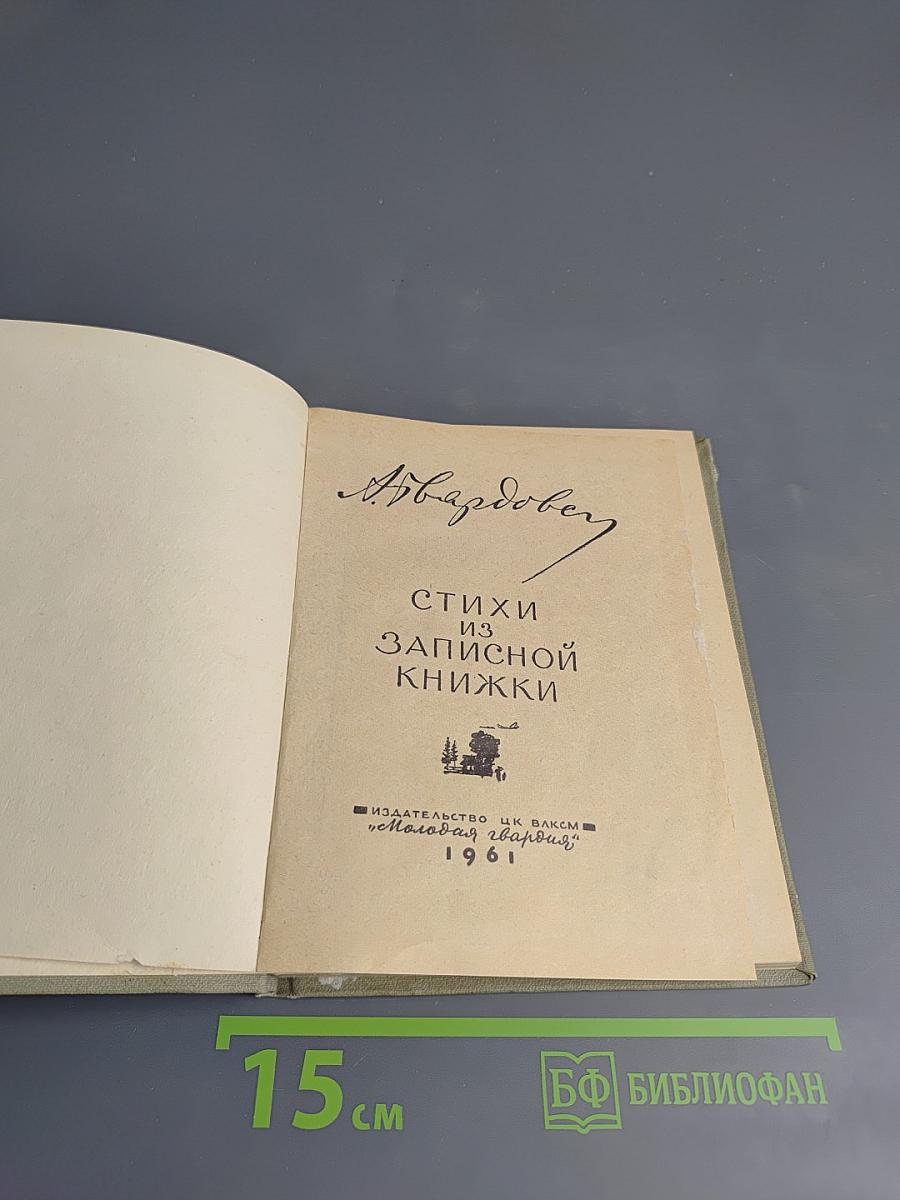 А. Твардовский
СТИХИ
ИЗ
ЗАПИСНОЙ
КНИЖКИ
ИЗДАТЕЛЬСТВО ЦК ВЛКСМ
„Молодая гвардия“
1961
15 см
БФ БИБЛИОФАН